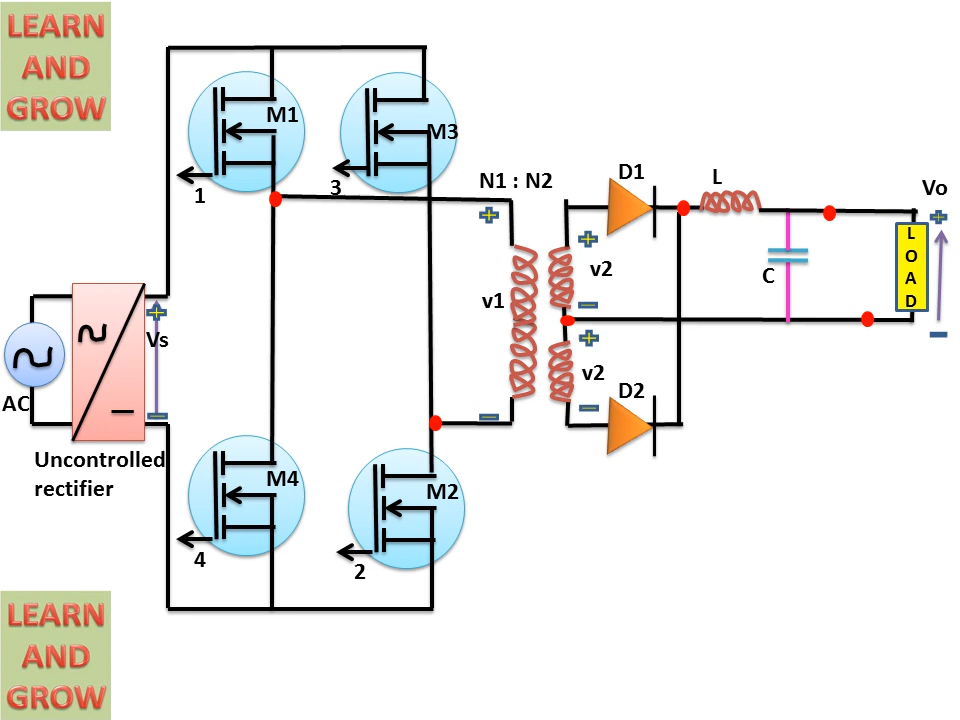 LEARN
AND
GROW
M1
M3
1
3
N1 : N2
D1
L
Vo
v2
C
L
O
A
D
v1
Vs
AC
v2
D2
Uncontrolled
rectifier
M4
M2
4
2
LEARN
AND
GROW